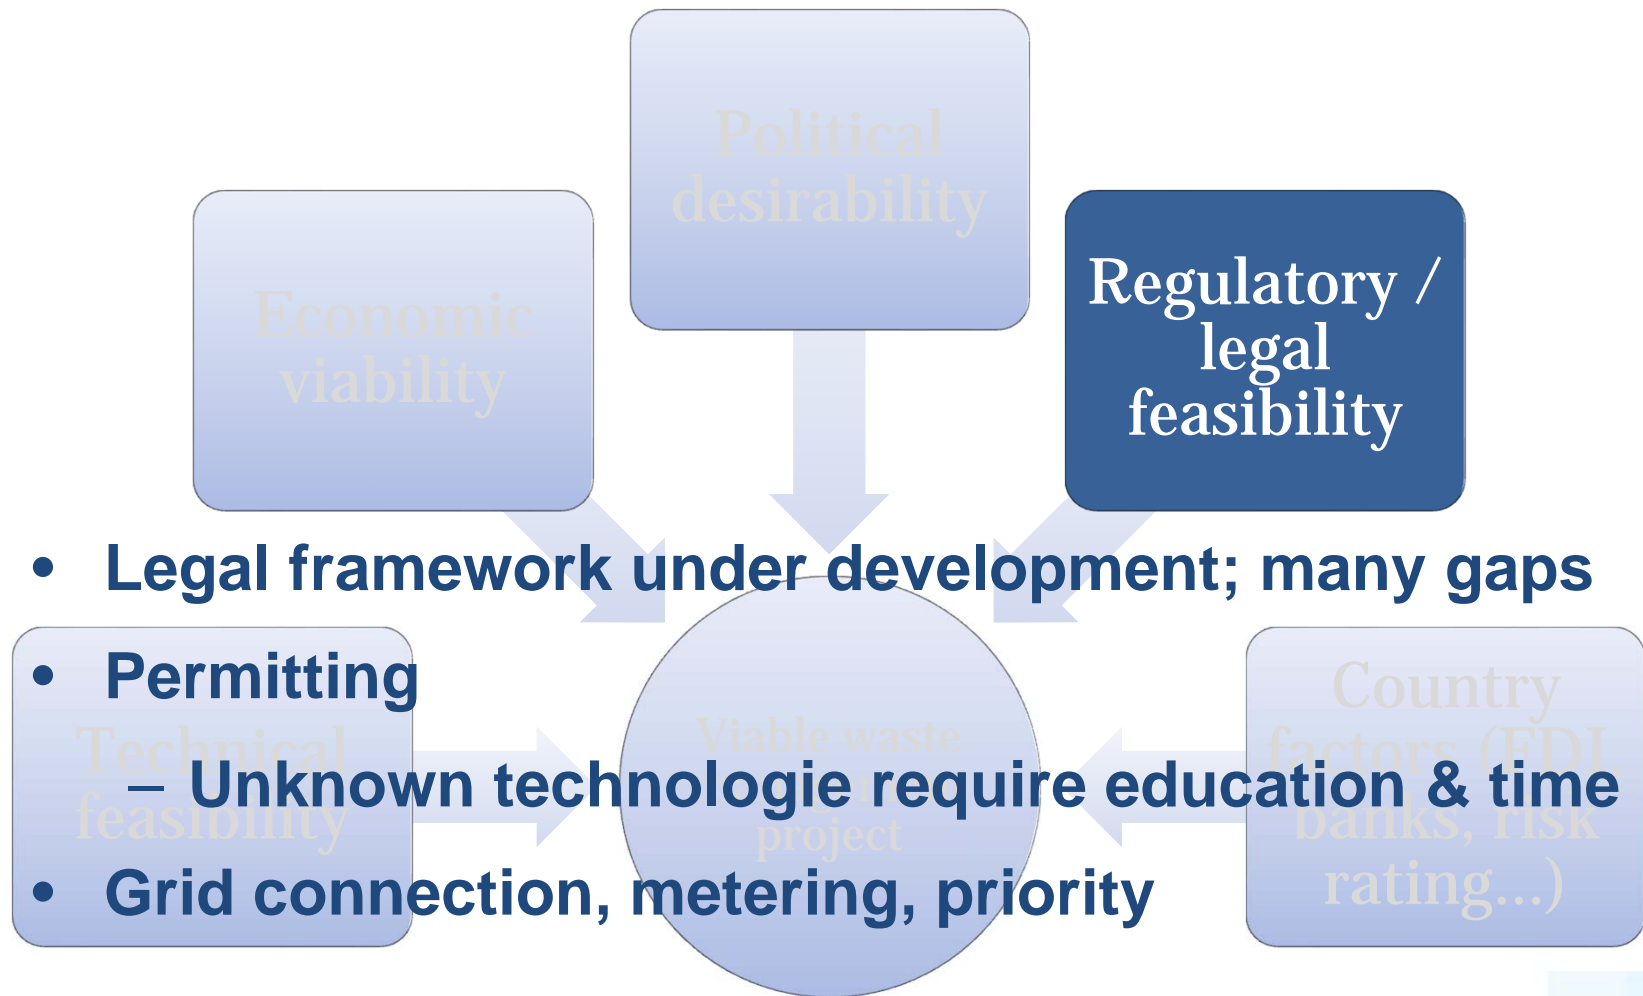 Political
desirability
Economic
viability
Regulatory /
legal
feasibility
• Legal framework under development; many gaps
• Permitting
– Unknown technologie require education & time
• Grid connection, metering, priority
Technical
feasibility
Viable waste
project
Country
factors (FDI,
banks, risk
rating...)